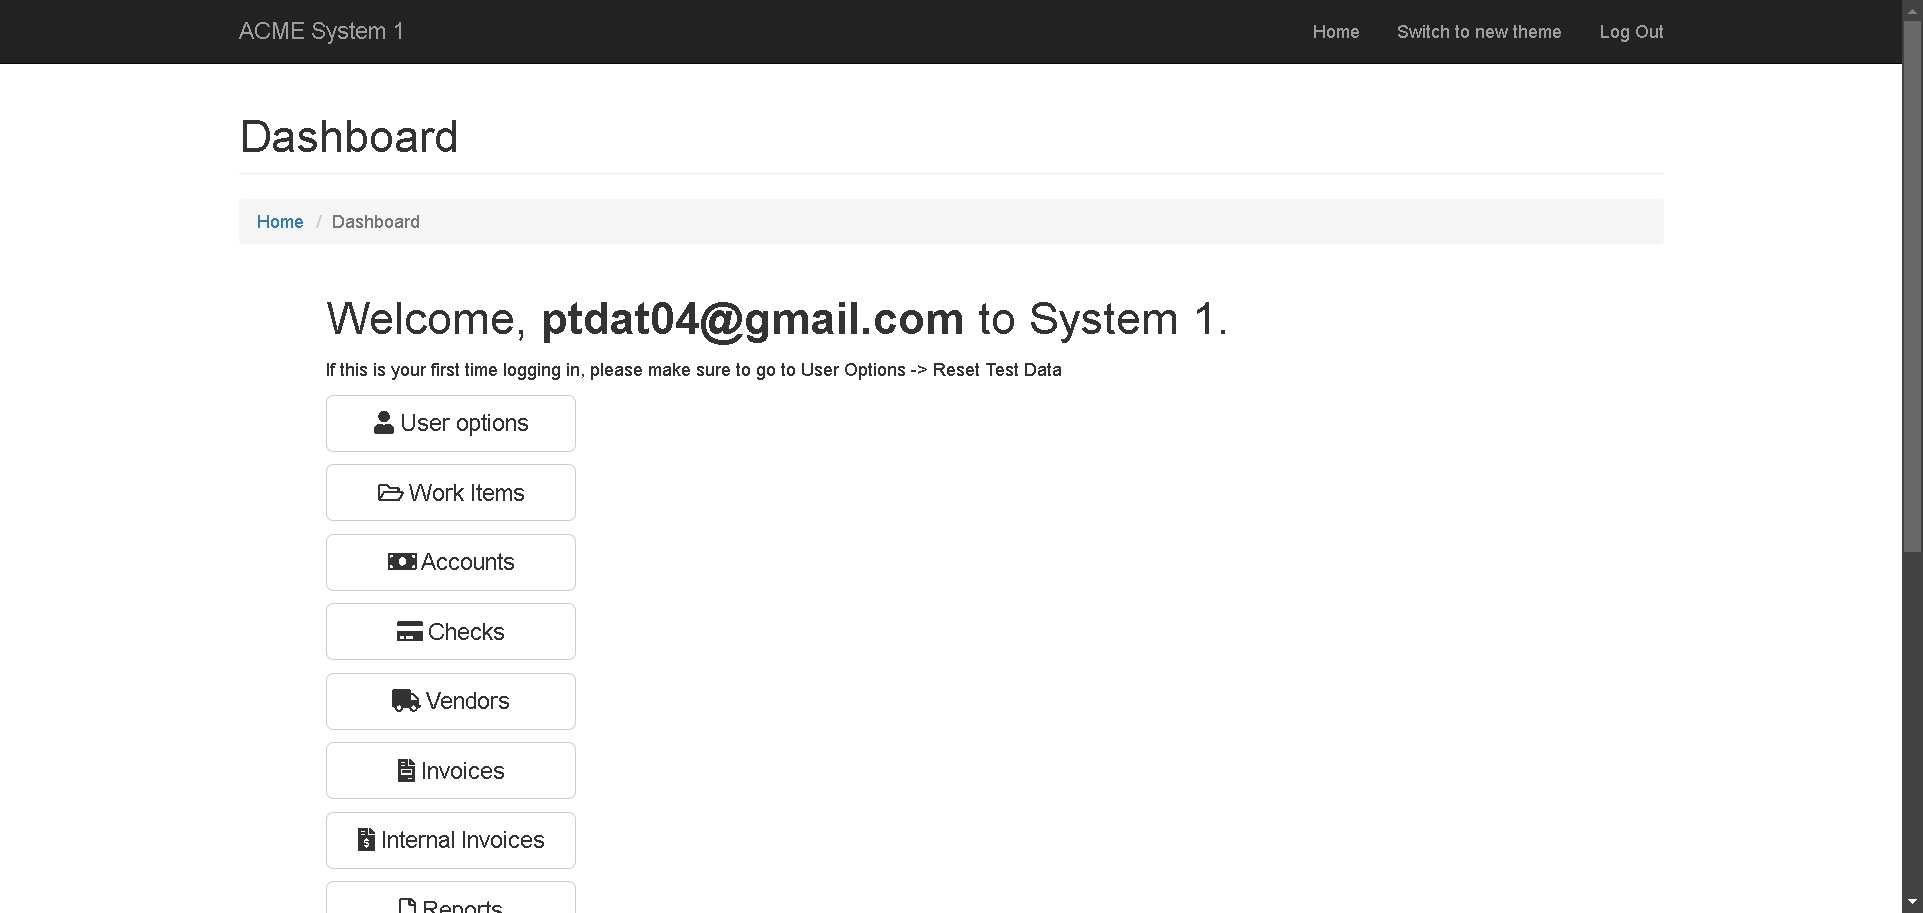 ACME System 1
Home
Switch to new theme
Log Out
Dashboard
Home / Dashboard
Welcome, ptdat04@gmail.com to System 1.
If this is your first time logging in, please make sure to go to User Options -> Reset Test Data
User options
Work Items
Accounts
Checks
Vendors
Invoices
Internal Invoices
Reports